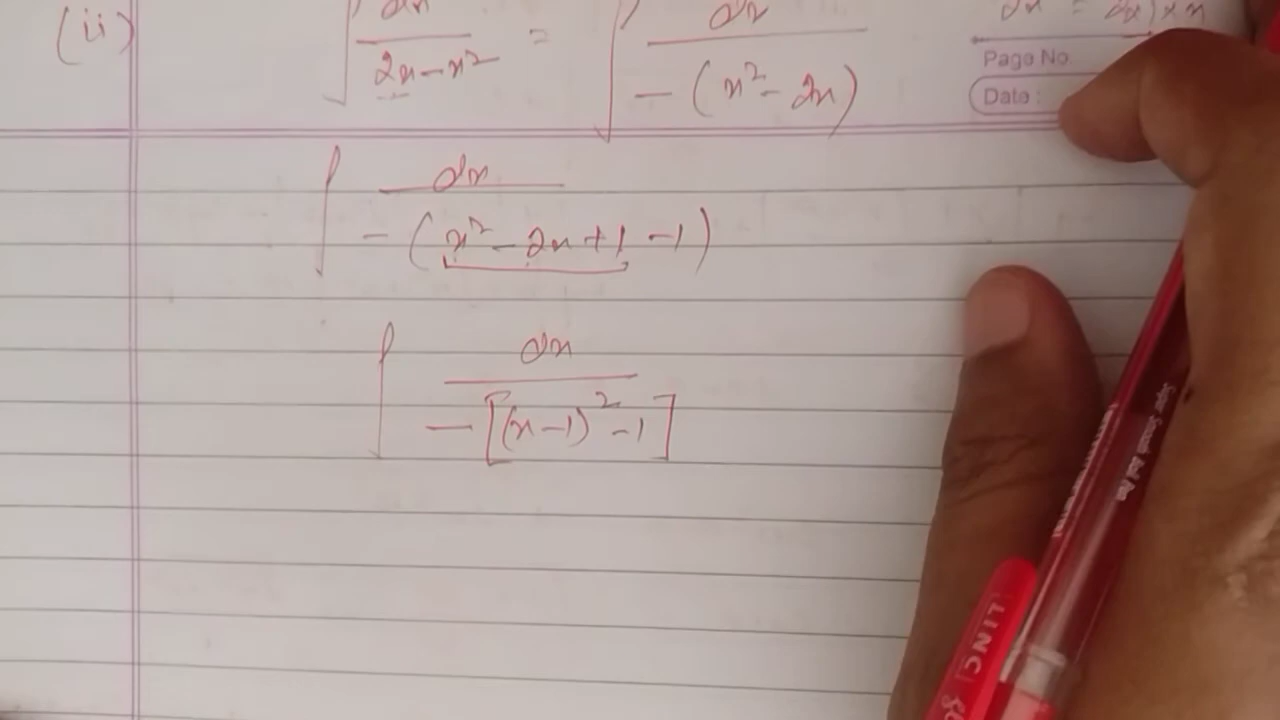 (ii) ∫ dx / 2x-x² = ∫ dx / -(x²-2x)
Page No.
Date :
∫ dx / -(x²-2x+1-1)
∫ dx / -[(x-1)²-1]
LINC